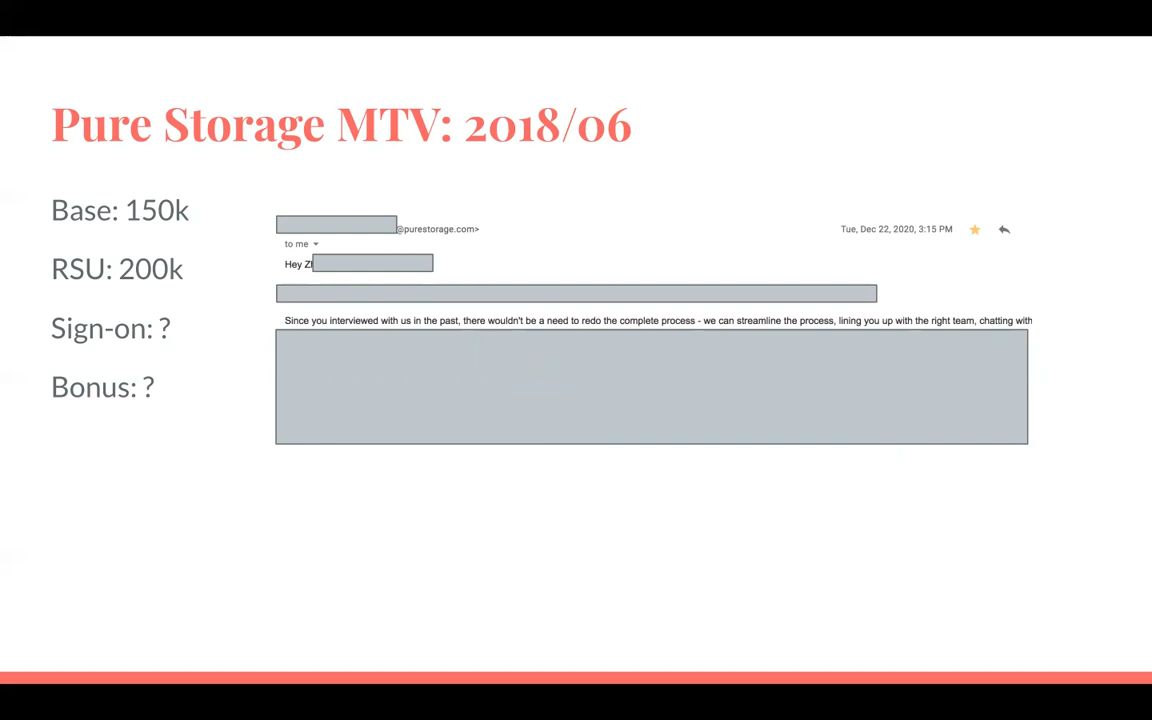 Pure Storage MTV: 2018/06
Base: 150k
RSU: 200k
Sign-on: ?
Bonus: ?
@purestorage.com>
Tue, Dec 22, 2020, 3:15 PM
to me
Hey
Since you interviewed with us in the past, there wouldn't be a need to redo the complete process - we can streamline the process, lining you up with the right team, chatting with